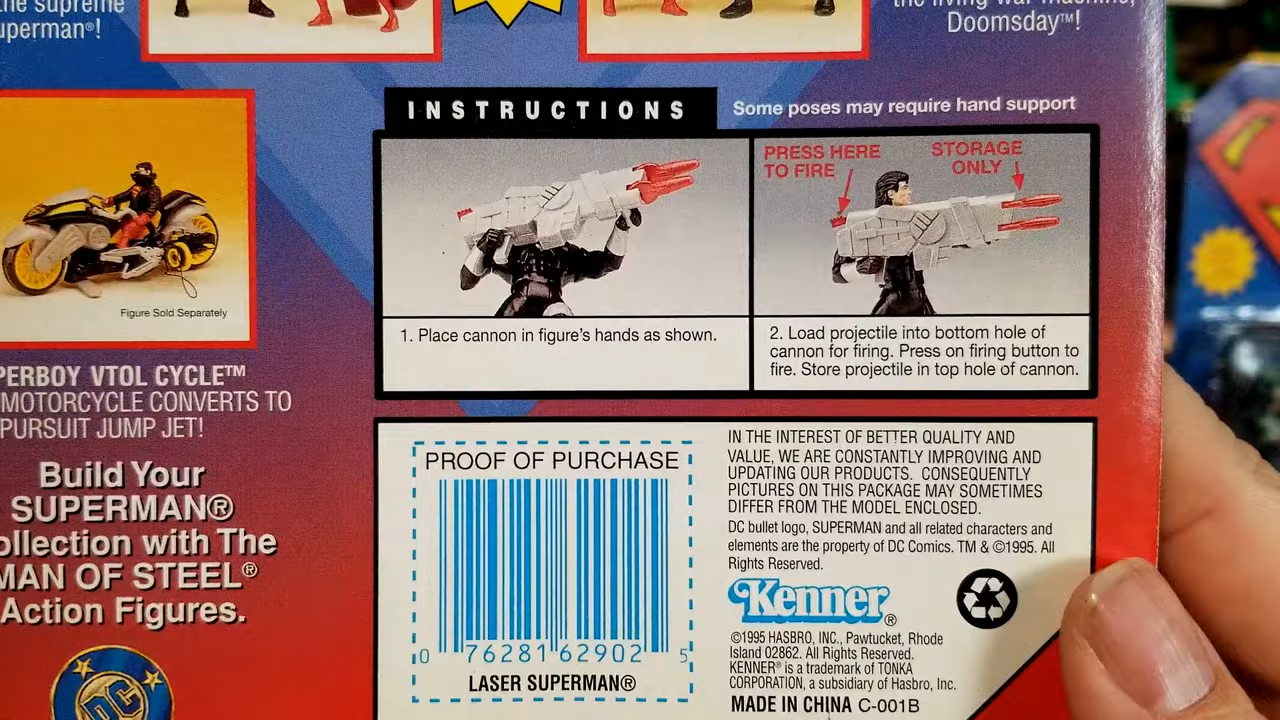 the supreme
uperman®!
the living war machine,
Doomsday™!
INSTRUCTIONS
Some poses may require hand support
PRESS HERE
TO FIRE
STORAGE
ONLY
1. Place cannon in figure's hands as shown.
2. Load projectile into bottom hole of
cannon for firing. Press on firing button to
fire. Store projectile in top hole of cannon.
Figure Sold Separately
PERBOY VTOL CYCLE™
MOTORCYCLE CONVERTS TO
PURSUIT JUMP JET!
Build Your
SUPERMAN®
ollection with The
MAN OF STEEL®
Action Figures.
DC
PROOF OF PURCHASE
0 76281 62902 5
LASER SUPERMAN®
IN THE INTEREST OF BETTER QUALITY AND
VALUE, WE ARE CONSTANTLY IMPROVING AND
UPDATING OUR PRODUCTS. CONSEQUENTLY
PICTURES ON THIS PACKAGE MAY SOMETIMES
DIFFER FROM THE MODEL ENCLOSED.
DC bullet logo, SUPERMAN and all related characters and
elements are the property of DC Comics. TM & ©1995. All
Rights Reserved.
Kenner®
©1995 HASBRO, INC., Pawtucket, Rhode
Island 02862. All Rights Reserved.
KENNER® is a trademark of TONKA
CORPORATION, a subsidiary of Hasbro, Inc.
MADE IN CHINA C-001B